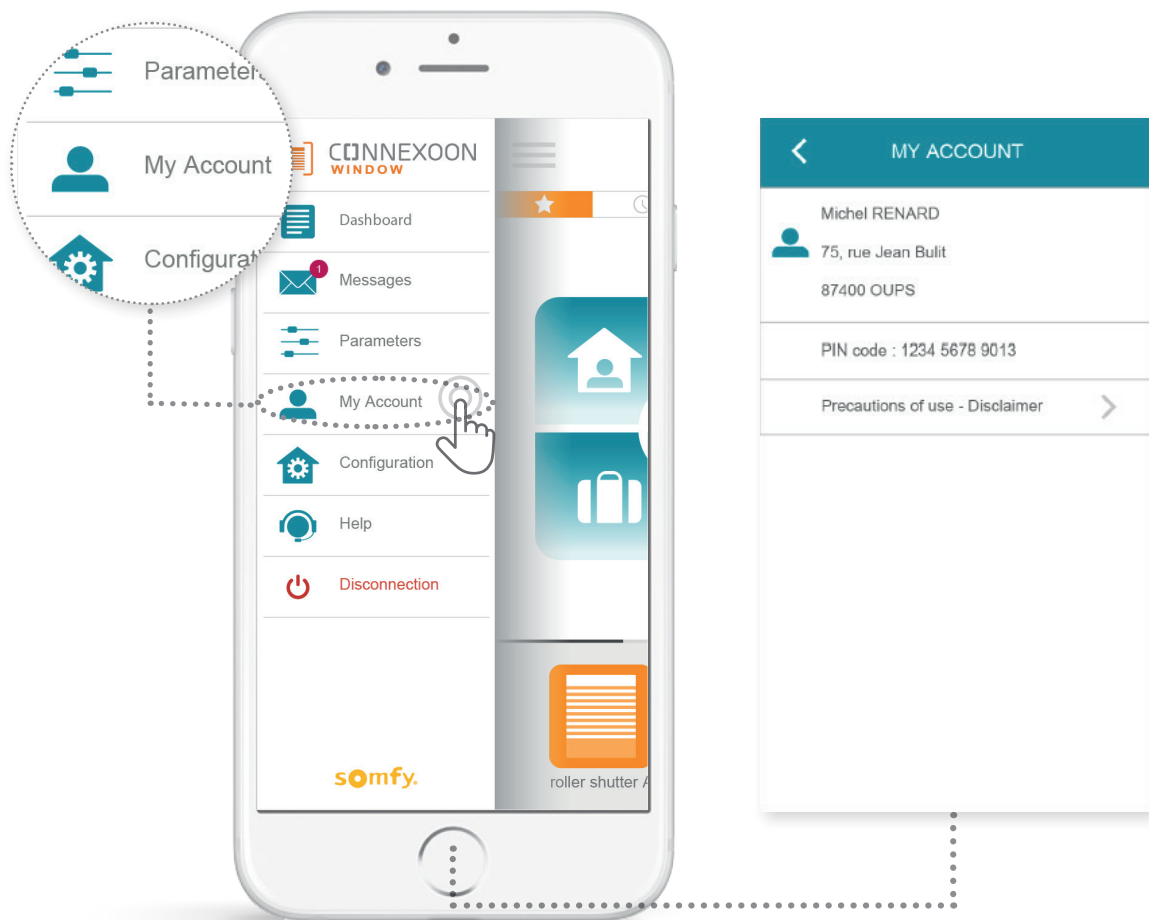 Parameter
My Account
Configurat
CONNEXOON
WINDOW
Dashboard
1
Messages
Parameters
My Account
Configuration
Help
Disconnection
somfy.
roller shutter A
MY ACCOUNT
Michel RENARD
75, rue Jean Bulit
87400 OUPS
PIN code : 1234 5678 9013
Precautions of use - Disclaimer